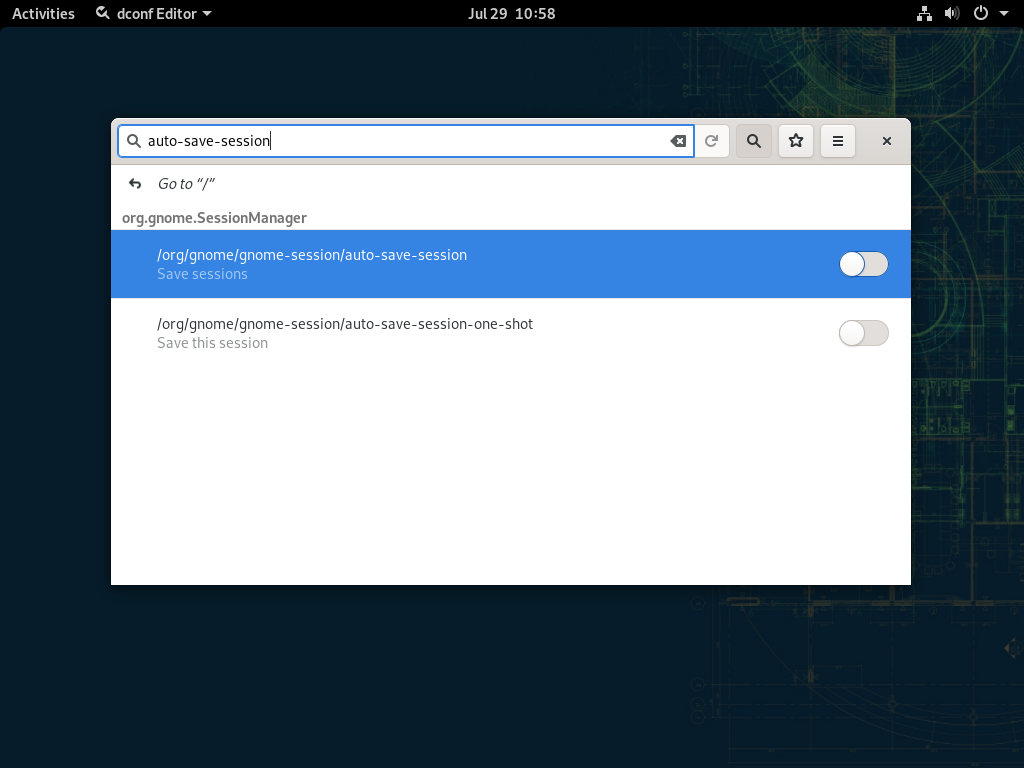 Activities dconf Editor Jul 29 10:58
auto-save-session
Go to “/”
org.gnome.SessionManager
/org/gnome/gnome-session/auto-save-session
Save sessions
/org/gnome/gnome-session/auto-save-session-one-shot
Save this session